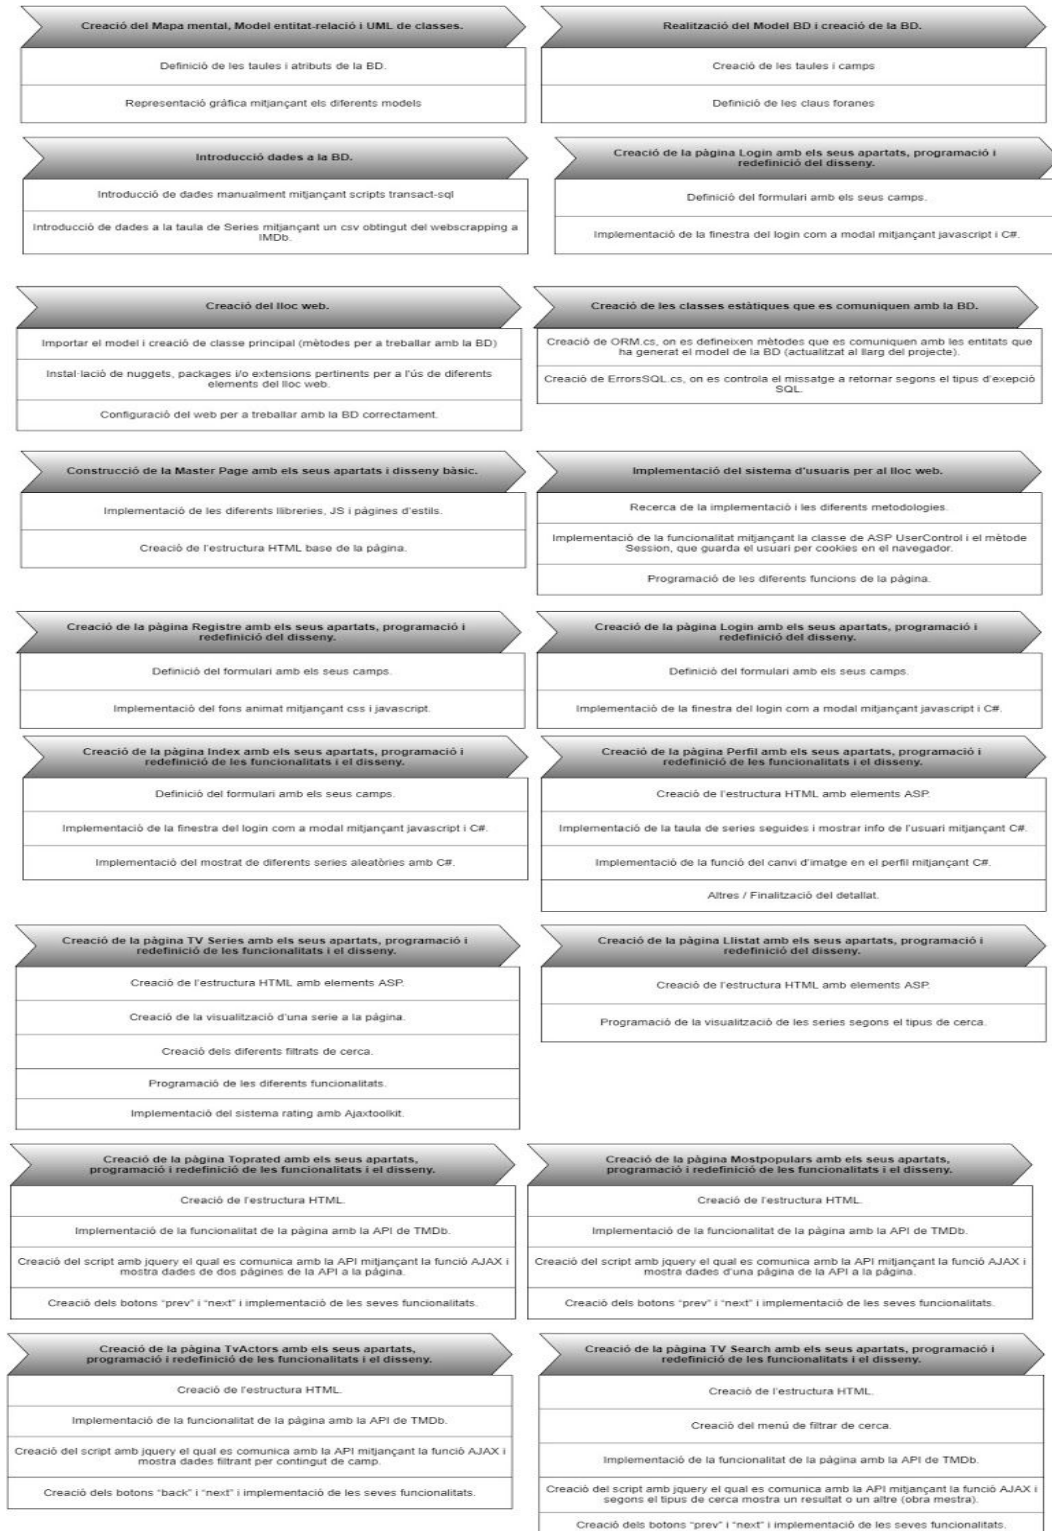 Creació del Mapa mental, Model entitat-relació i UML de classes.
Definició de les taules i atributs de la BD.
Representació gràfica mitjançant els diferents models
Realització del Model BD i creació de la BD.
Creació de les taules i camps
Definició de les claus foranes
Introducció dades a la BD.
Introducció de dades manualment mitjançant scripts transact-sql
Introducció de dades a la taula de Series mitjançant un csv obtingut del webscrapping a
IMDb.
Creació de la pàgina Login amb els seus apartats, programació i
redefinició del disseny.
Definició del formulari amb els seus camps.
Implementació de la finestra del login com a modal mitjançant javascript i C#.
Creació del lloc web.
Importar el model i creació de classe principal (mètodes per a treballar amb la BD)
Instal·lació de nuggets, packages i/o extensions pertinents per a l'ús de diferents
elements del lloc web.
Configuració del web per a treballar amb la BD correctament.
Creació de les classes estàtiques que es comuniquen amb la BD.
Creació de ORM.cs, on es defineixen mètodes que es comuniquen amb les entitats que
ha generat el model de la BD (actualitzat al llarg del projecte).
Creació de ErrorsSQL.cs, on es controla el missatge a retornar segons el tipus d'exepció
SQL.
Construcció de la Master Page amb els seus apartats i disseny bàsic.
Implementació de les diferents llibreries, JS i pàgines d'estils.
Creació de l'estructura HTML base de la pàgina.
Implementació del sistema d'usuaris per al lloc web.
Recerca de la implementació i les diferents metodologies.
Implementació de la funcionalitat mitjançant la classe de ASP UserControl i el mètode
Session, que guarda el usuari per cookies en el navegador.
Programació de les diferents funcions de la pàgina.
Creació de la pàgina Registre amb els seus apartats, programació i
redefinició del disseny.
Definició del formulari amb els seus camps.
Implementació del fons animat mitjançant css i javascript.
Creació de la pàgina Login amb els seus apartats, programació i
redefinició del disseny.
Definició del formulari amb els seus camps.
Implementació de la finestra del login com a modal mitjançant javascript i C#.
Creació de la pàgina Index amb els seus apartats, programació i
redefinició de les funcionalitats i el disseny.
Definició del formulari amb els seus camps.
Implementació de la finestra del login com a modal mitjançant javascript i C#.
Implementació del mostrat de diferents series aleatòries amb C#.
Creació de la pàgina Perfil amb els seus apartats, programació i
redefinició de les funcionalitats i el disseny.
Creació de l'estructura HTML amb elements ASP.
Implementació de la taula de series seguides i mostrar info de l'usuari mitjançant C#.
Implementació de la funció del canvi d'imatge en el perfil mitjançant C#.
Altres / Finalització del detallat.
Creació de la pàgina TV Series amb els seus apartats, programació i
redefinició de les funcionalitats i el disseny.
Creació de l'estructura HTML amb elements ASP.
Creació de la visualització d'una serie a la pàgina.
Creació dels diferents filtrats de cerca.
Programació de les diferents funcionalitats.
Implementació del sistema rating amb Ajaxtoolkit.
Creació de la pàgina Llistat amb els seus apartats, programació i
redefinició del disseny.
Creació de l'estructura HTML amb elements ASP.
Programació de la visualització de les series segons el tipus de cerca.
Creació de la pàgina Toprated amb els seus apartats,
programació i redefinició de les funcionalitats i el disseny.
Creació de l'estructura HTML.
Implementació de la funcionalitat de la pàgina amb la API de TMDb.
Creació del script amb jquery el qual es comunica amb la API mitjançant la funció AJAX i
mostra dades de dos pàgines de la API a la pàgina.
Creació dels botons "prev" i "next" i implementació de les seves funcionalitats.
Creació de la pàgina Mostpopulars amb els seus apartats,
programació i redefinició de les funcionalitats i el disseny.
Creació de l'estructura HTML.
Implementació de la funcionalitat de la pàgina amb la API de TMDb.
Creació del script amb jquery el qual es comunica amb la API mitjançant la funció AJAX i
mostra dades d'una pàgina de la API a la pàgina.
Creació dels botons "prev" i "next" i implementació de les seves funcionalitats.
Creació de la pàgina TvActors amb els seus apartats,
programació i redefinició de les funcionalitats i el disseny.
Creació de l'estructura HTML.
Implementació de la funcionalitat de la pàgina amb la API de TMDb.
Creació del script amb jquery el qual es comunica amb la API mitjançant la funció AJAX i
mostra dades filtrant per contingut de camp.
Creació dels botons "back" i "next" i implementació de les seves funcionalitats.
Creació de la pàgina TV Search amb els seus apartats, programació i
redefinició de les funcionalitats i el disseny.
Creació de l'estructura HTML.
Creació del menú de filtrar de cerca.
Implementació de la funcionalitat de la pàgina amb la API de TMDb.
Creació del script amb jquery el qual es comunica amb la API mitjançant la funció AJAX i
segons el tipus de cerca mostra un resultat o un altre (obra mestra).
Creació dels botons "prev" i "next" i implementació de les seves funcionalitats.